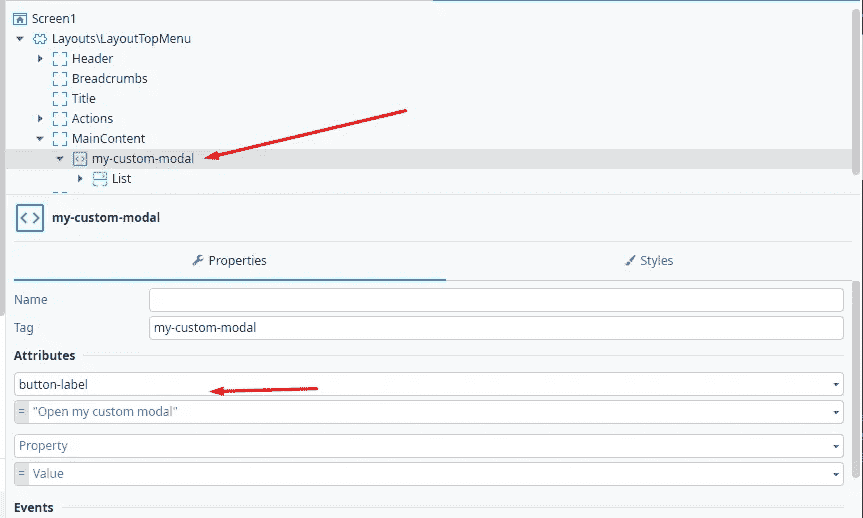 Screen1
Layouts\LayoutTopMenu
Header
Breadcrumbs
Title
Actions
MainContent
my-custom-modal
List
my-custom-modal
Properties Styles
Name
Tag my-custom-modal
Attributes
button-label
= "Open my custom modal"
Property
= Value
Events